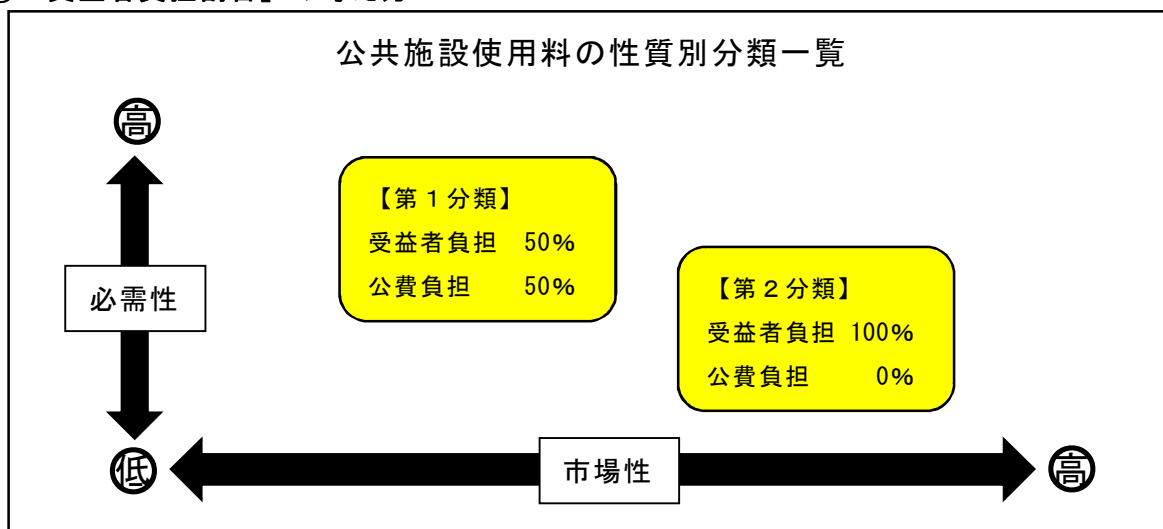 公共施設使用料の性質別分類一覧
高
【第１分類】
受益者負担 50%
公費負担 50%
必需性
【第２分類】
受益者負担 100%
公費負担 0%
低
市場性
高